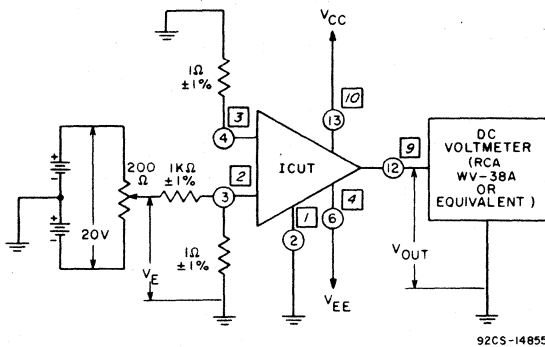 VCC
1Ω
±1%
3
10
4
13
200
Ω
1KΩ
±1%
2
ICUT
9
DC
VOLTMETER
(RCA
WV-38A
OR
EQUIVALENT)
+
-
+
-
20V
3
12
1Ω
±1%
1
4
2
6
VE
VOUT
VEE
92CS-14855